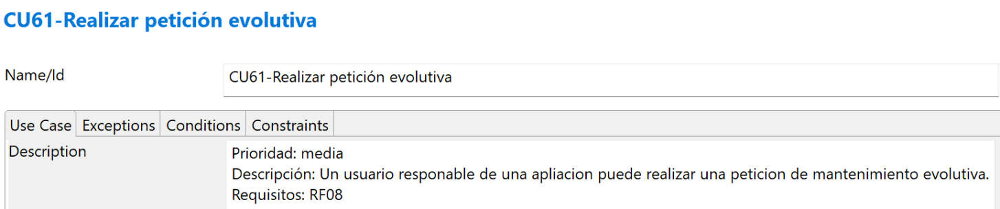 CU61-Realizar petición evolutiva
Name/Id
CU61-Realizar petición evolutiva
Use Case Exceptions Conditions Constraints
Description
Prioridad: media
Descripción: Un usuario responable de una apliacion puede realizar una peticion de mantenimiento evolutiva.
Requisitos: RF08